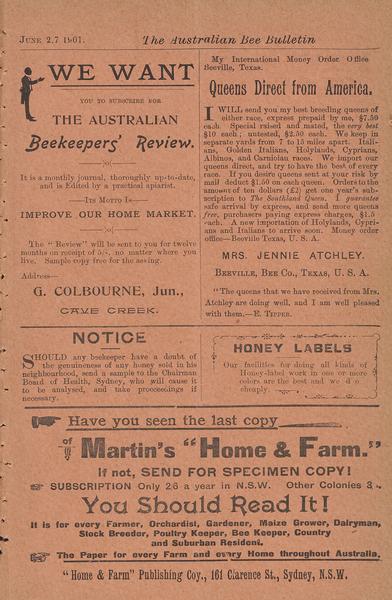 JUNE 27 1901. The Australian Bee Bulletin
WE WANT
YOU TO SUBSCRIBE FOR
THE AUSTRALIAN
Beekeepers' Review.
It is a monthly journal, thoroughly up-to-date,
and is Edited by a practical apiarist.
—Its Motto Is—
IMPROVE OUR HOME MARKET.
The "Review" will be sent to you for twelve
months on receipt of 5/-, no matter where you
live. Sample copy free for the asking.
Address—
G. COLBOURNE, Jun.,
CAVE CREEK.
My International Money Order Office
Beeville, Texas.
Queens Direct from America.
I WILL send you my best breeding queens of
either race, express prepaid by me, $7.50
each. Special raised and mated, the very best
$10 each; untested, $2.50 each. We keep in
separate yards from 7 to 15 miles apart. Itali-
ans, Golden Italians, Holylands, Cyprians,
Albinos, and Carniolan races. We import our
queens direct, and try to have the best of every
race. If you desire queens sent at your risk by
mail deduct $1.50 on each queen. Orders to the
amount of ten dollars (£2) get one year's sub-
scription to The Southland Queen. I guarantee
safe arrival by express, and send more queens
free, purchasers paying express charges, $1.5
each. A new importation of Holylands, Cypri-
ans and Italians to arrive soon. Money order
office—Beeville Texas, U. S. A.
MRS. JENNIE ATCHLEY.
BEEVILLE, BEE CO., TEXAS, U. S. A.
"The queens that we have received from Mrs.
Atchley are doing well, and I am well pleased
with them.—E. TIPPER.
NOTICE
SHOULD any beekeeper have a doubt of
the genuineness of any honey sold in his
neighbourhood, send a sample to the Chairman
Board of Health, Sydney, who will cause it
to be analysed, and take proceedings if
necessary.
HONEY LABELS
Our facilities for doing all kinds of
Honey-label work in one or more
colors are the best and we do
cheaply.
Have you seen the last copy
of Martin's "Home & Farm."
If not, SEND FOR SPECIMEN COPY!
SUBSCRIPTION Only 2/6 a year in N.S.W. Other Colonies 3
You Should Read It!
It is for every Farmer, Orchardist, Gardener, Maize Grower, Dairyman,
Stock Breeder, Poultry Keeper, Bee Keeper, Country
and Suburban Resident.
The Paper for every Farm and every Home throughout Australia.
"Home & Farm" Publishing Coy., 161 Clarence St., Sydney, N.S.W.